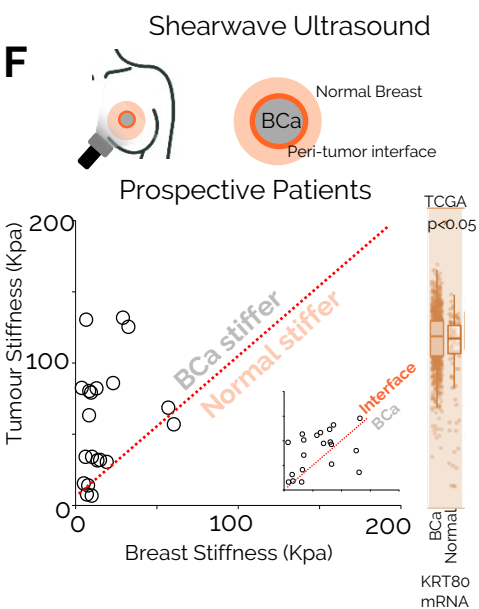 Shearwave Ultrasound
F
Normal Breast
BCa
Peri-tumor interface
Prospective Patients
TCGA
p<0.05
200
Tumour Stiffness (Kpa)
BCa stiffer
Normal stiffer
100
Interface
BCa
0
0
100
200
Breast Stiffness (Kpa)
BCa
Normal
KRT80
mRNA